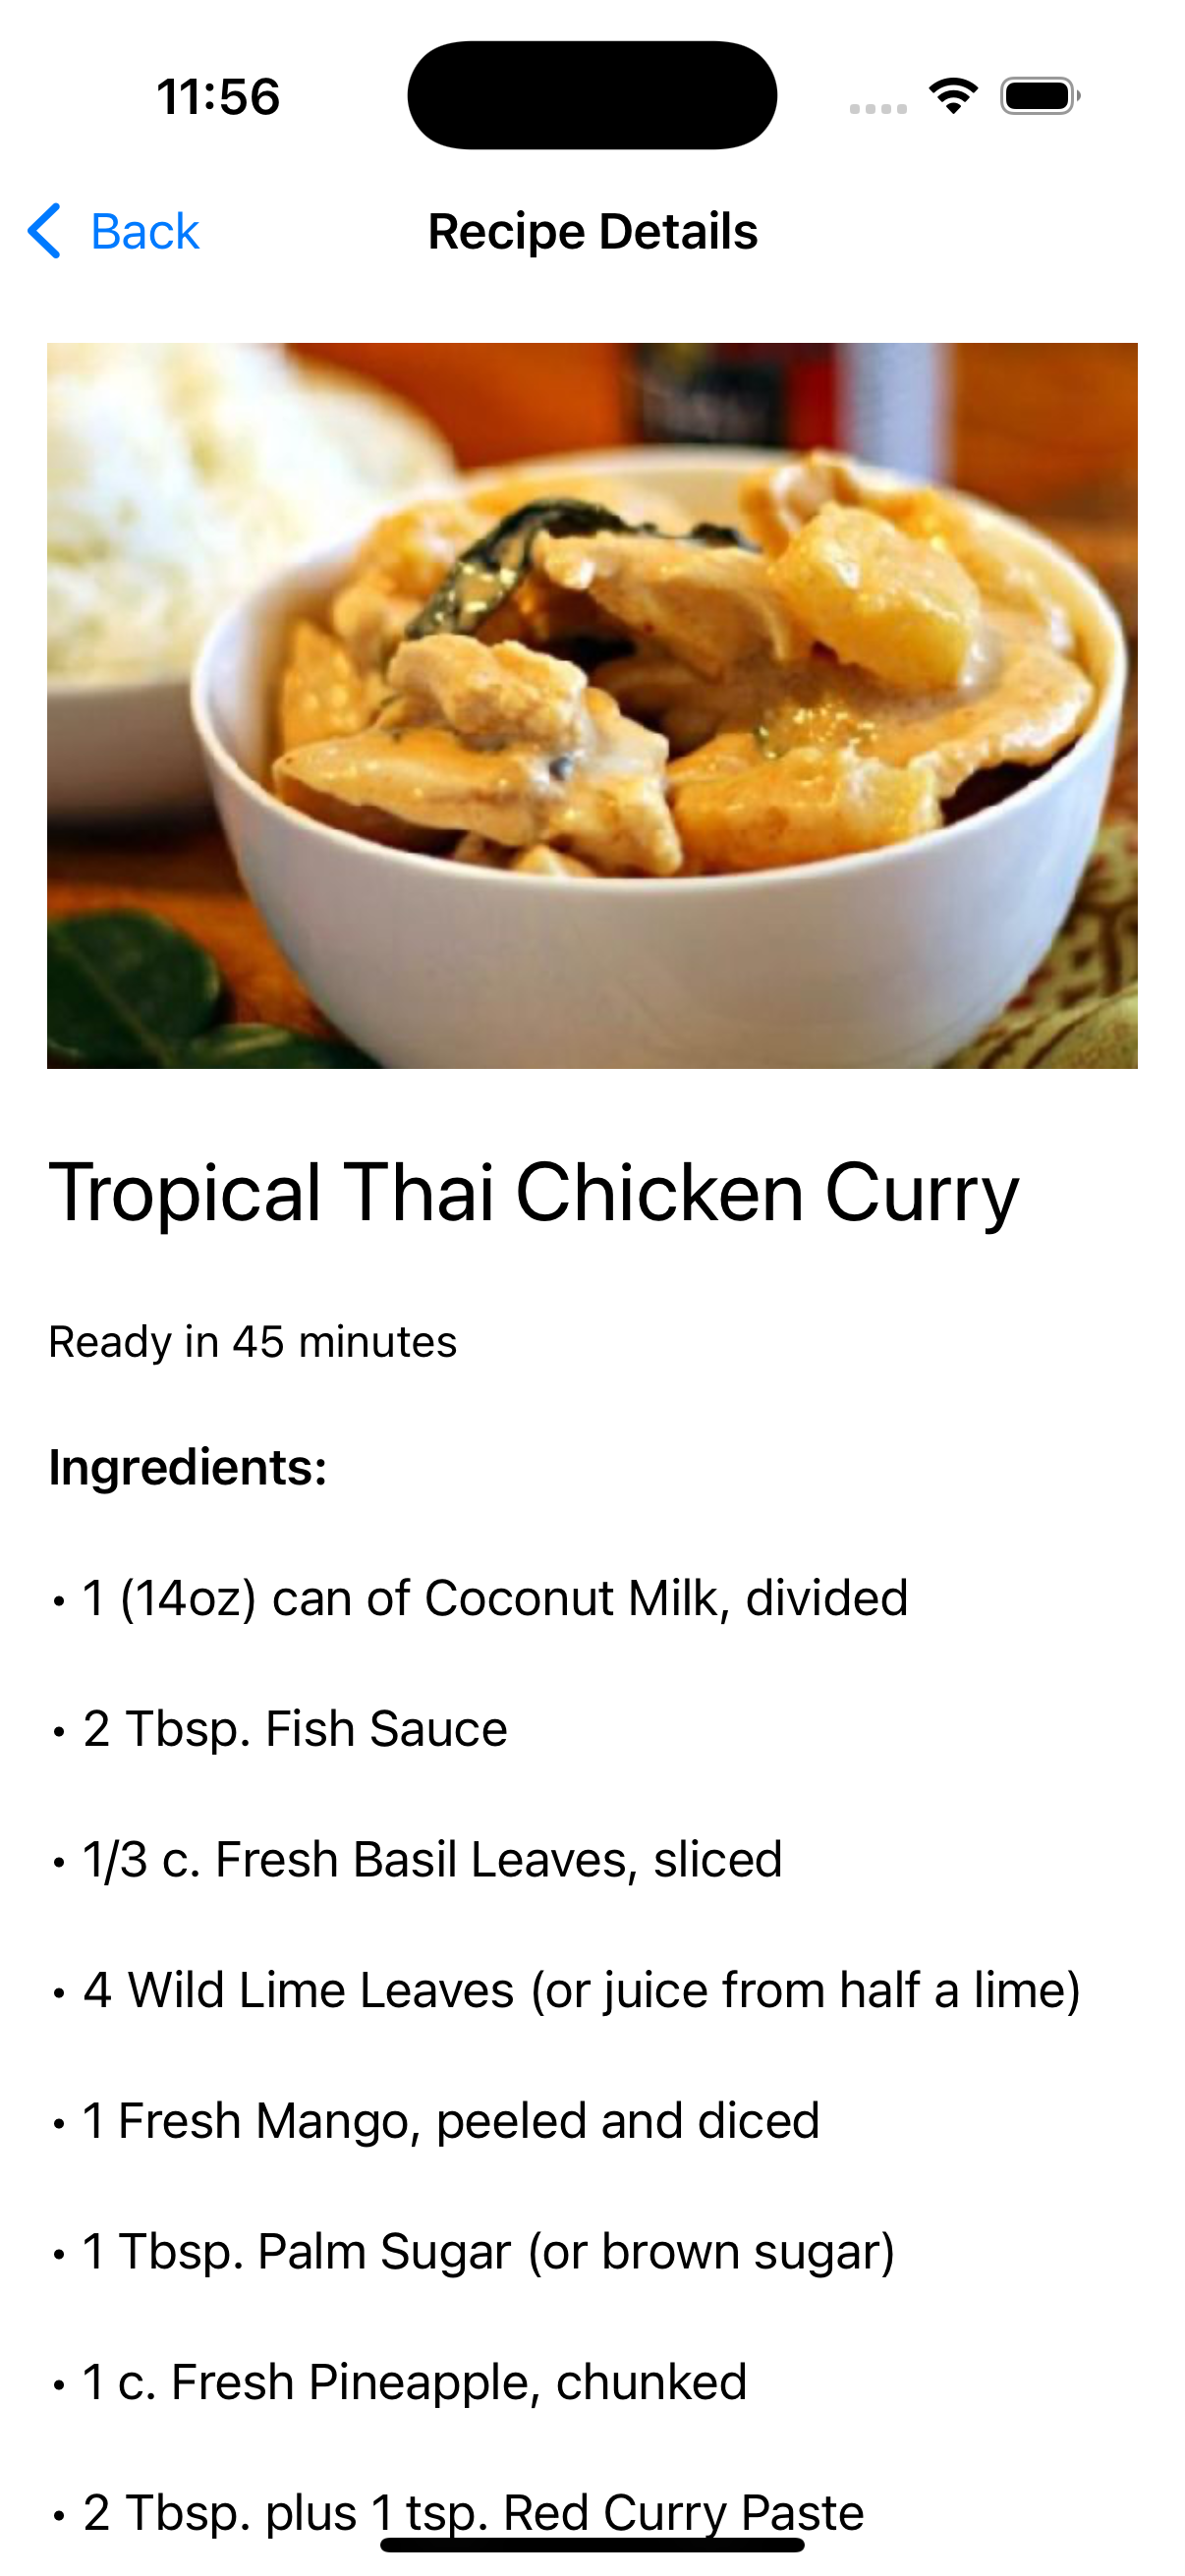 11:56
Back
Recipe Details
Tropical Thai Chicken Curry
Ready in 45 minutes
Ingredients:
• 1 (14oz) can of Coconut Milk, divided
• 2 Tbsp. Fish Sauce
• 1/3 c. Fresh Basil Leaves, sliced
• 4 Wild Lime Leaves (or juice from half a lime)
• 1 Fresh Mango, peeled and diced
• 1 Tbsp. Palm Sugar (or brown sugar)
• 1 c. Fresh Pineapple, chunked
• 2 Tbsp. plus 1 tsp. Red Curry Paste